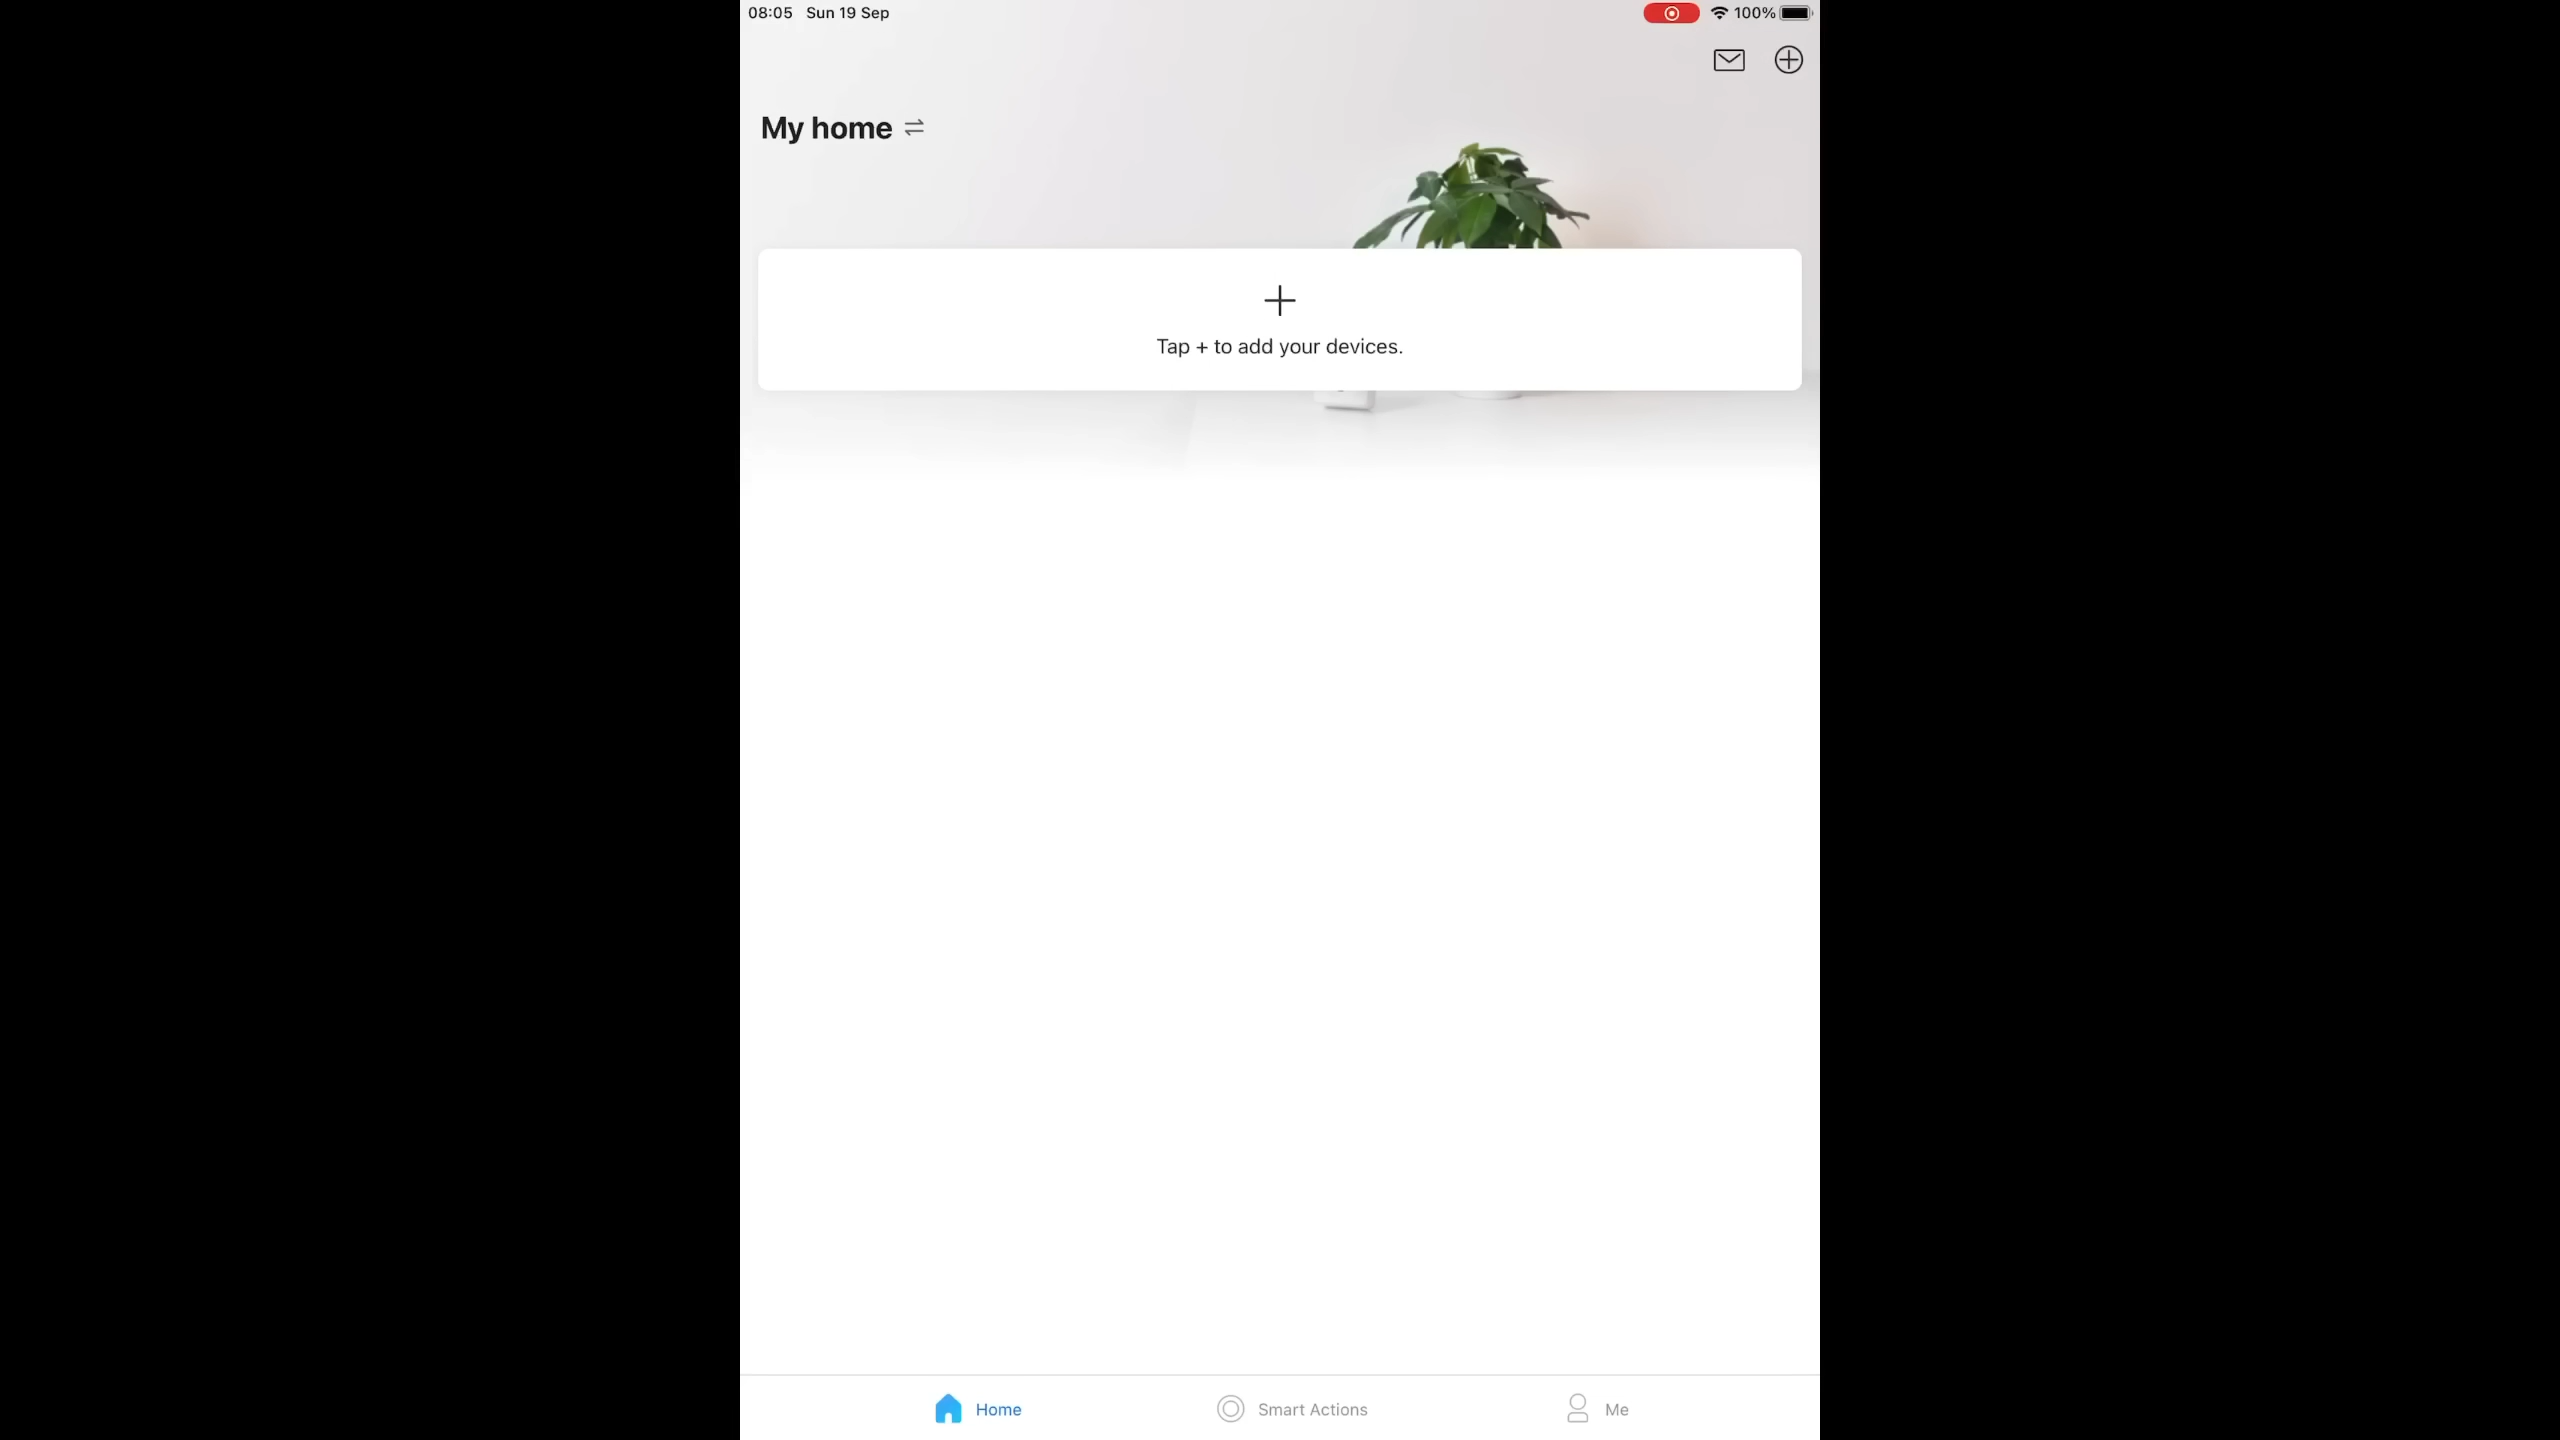 08:05 Sun 19 Sep 100%
My home
Tap + to add your devices.
Home Smart Actions Me